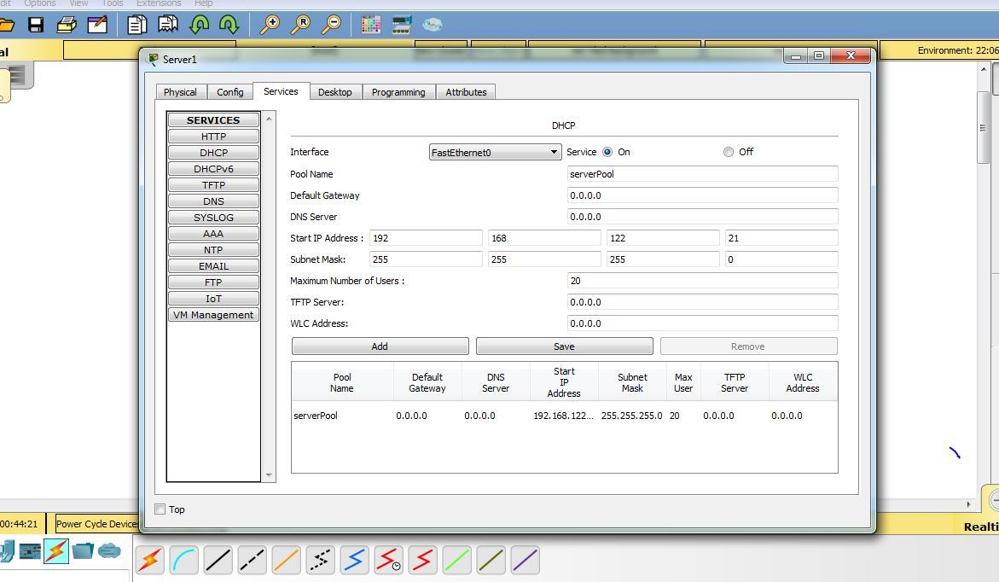 dit Options View Tools Extensions Help
al
Environment: 22:06
Server1
Physical Config Services Desktop Programming Attributes
SERVICES
HTTP
DHCP
DHCPv6
TFTP
DNS
SYSLOG
AAA
NTP
EMAIL
FTP
IoT
VM Management
DHCP
Interface FastEthernet0 Service On Off
Pool Name serverPool
Default Gateway 0.0.0.0
DNS Server 0.0.0.0
Start IP Address : 192 168 122 21
Subnet Mask: 255 255 255 0
Maximum Number of Users : 20
TFTP Server: 0.0.0.0
WLC Address: 0.0.0.0
Add Save Remove
Pool Name Default Gateway DNS Server Start IP Address Subnet Mask Max User TFTP Server WLC Address
serverPool 0.0.0.0 0.0.0.0 192.168.122... 255.255.255.0 20 0.0.0.0 0.0.0.0
Top
00:44:21 Power Cycle Device
Realti